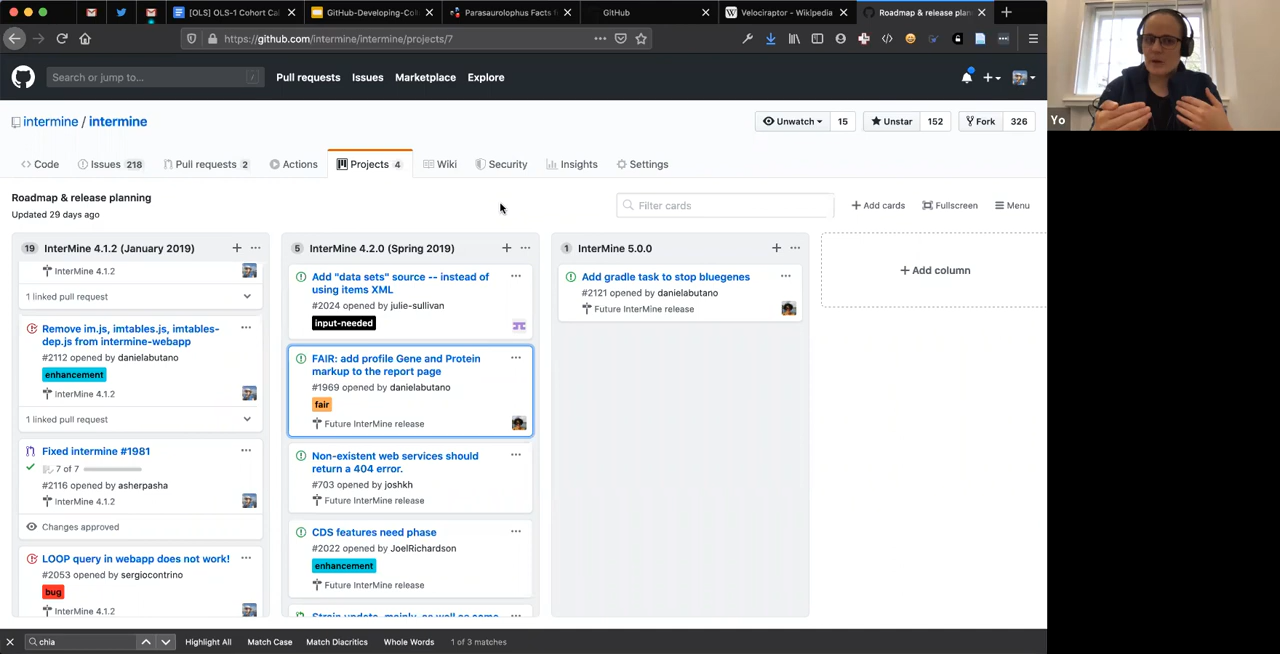 [OLS] OLS-1 Cohort Cal
GitHub-Developing-Col
Parasaurolophus Facts f
GitHub
Velociraptor - Wikipedia
Roadmap & release plan
https://github.com/intermine/intermine/projects/7
Search or jump to...
/
Pull requests
Issues
Marketplace
Explore
intermine / intermine
Unwatch
15
Unstar
152
Fork
326
Code
Issues 218
Pull requests 2
Actions
Projects 4
Wiki
Security
Insights
Settings
Roadmap & release planning
Updated 29 days ago
Filter cards
Add cards
Fullscreen
Menu
19 InterMine 4.1.2 (January 2019)
InterMine 4.1.2
1 linked pull request
Remove im.js, imtables.js, imtables-
dep.js from intermine-webapp
#2112 opened by danielabutano
enhancement
InterMine 4.1.2
1 linked pull request
Fixed intermine #1981
7 of 7
#2116 opened by asherpasha
InterMine 4.1.2
Changes approved
LOOP query in webapp does not work!
#2053 opened by sergiocontrino
bug
InterMine 4.1.2
5 InterMine 4.2.0 (Spring 2019)
Add "data sets" source -- instead of
using items XML
#2024 opened by julie-sullivan
input-needed
FAIR: add profile Gene and Protein
markup to the report page
#1969 opened by danielabutano
fair
Future InterMine release
Non-existent web services should
return a 404 error.
#703 opened by joshkh
Future InterMine release
CDS features need phase
#2022 opened by JoelRichardson
enhancement
Future InterMine release
Strain update, mainly, as well as some
1 InterMine 5.0.0
Add gradle task to stop bluegenes
#2121 opened by danielabutano
Future InterMine release
Add column
Yo
chia
Highlight All
Match Case
Match Diacritics
Whole Words
1 of 3 matches